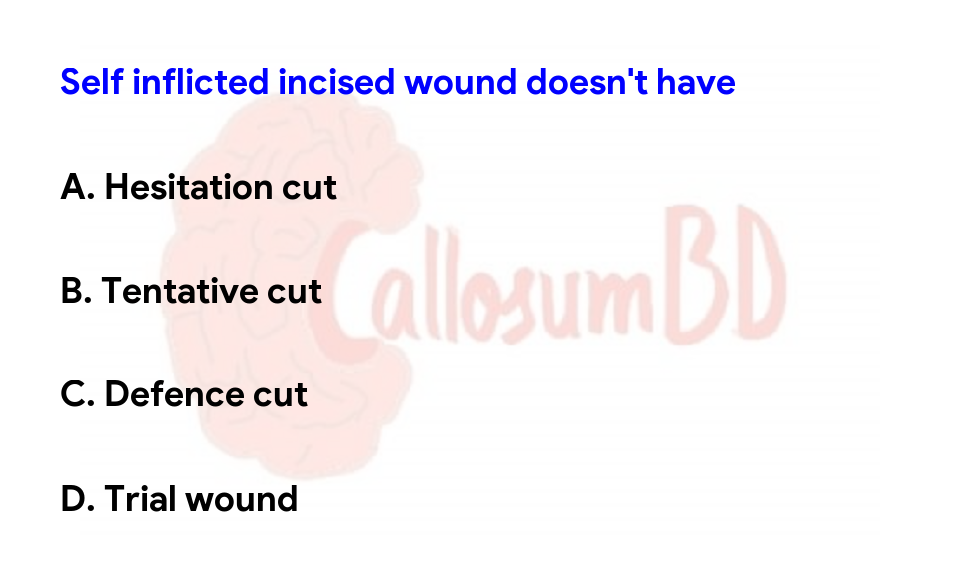 Self inflicted incised wound doesn't have
A. Hesitation cut
CallosumBD
B. Tentative cut
C. Defence cut
D. Trial wound